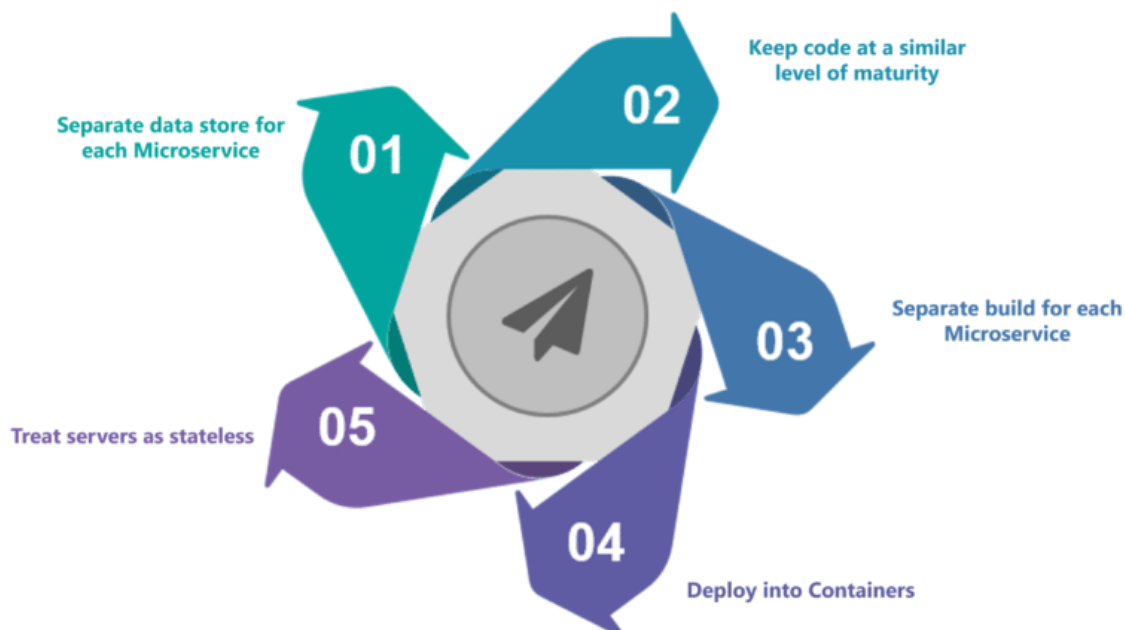 01
Separate data store for
each Microservice
02
Keep code at a similar
level of maturity
03
Separate build for each
Microservice
04
Deploy into Containers
05
Treat servers as stateless